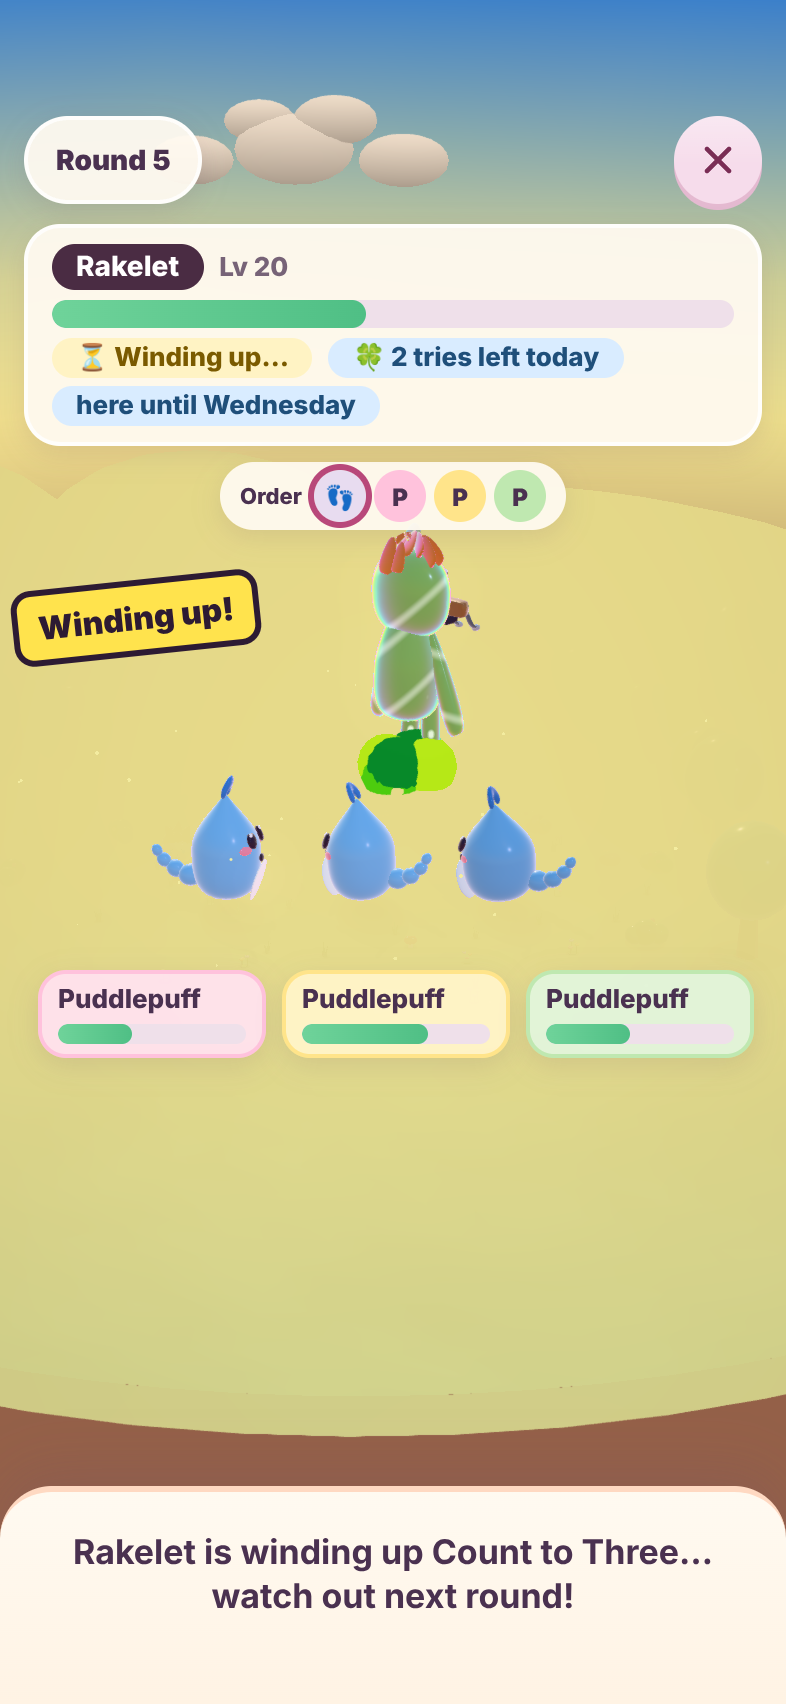 Round 5
Rakelet Lv 20
⏳ Winding up...
🍀 2 tries left today
here until Wednesday
Order 👣 P P P
Winding up!
Puddlepuff
Puddlepuff
Puddlepuff
Rakelet is winding up Count to Three...
watch out next round!